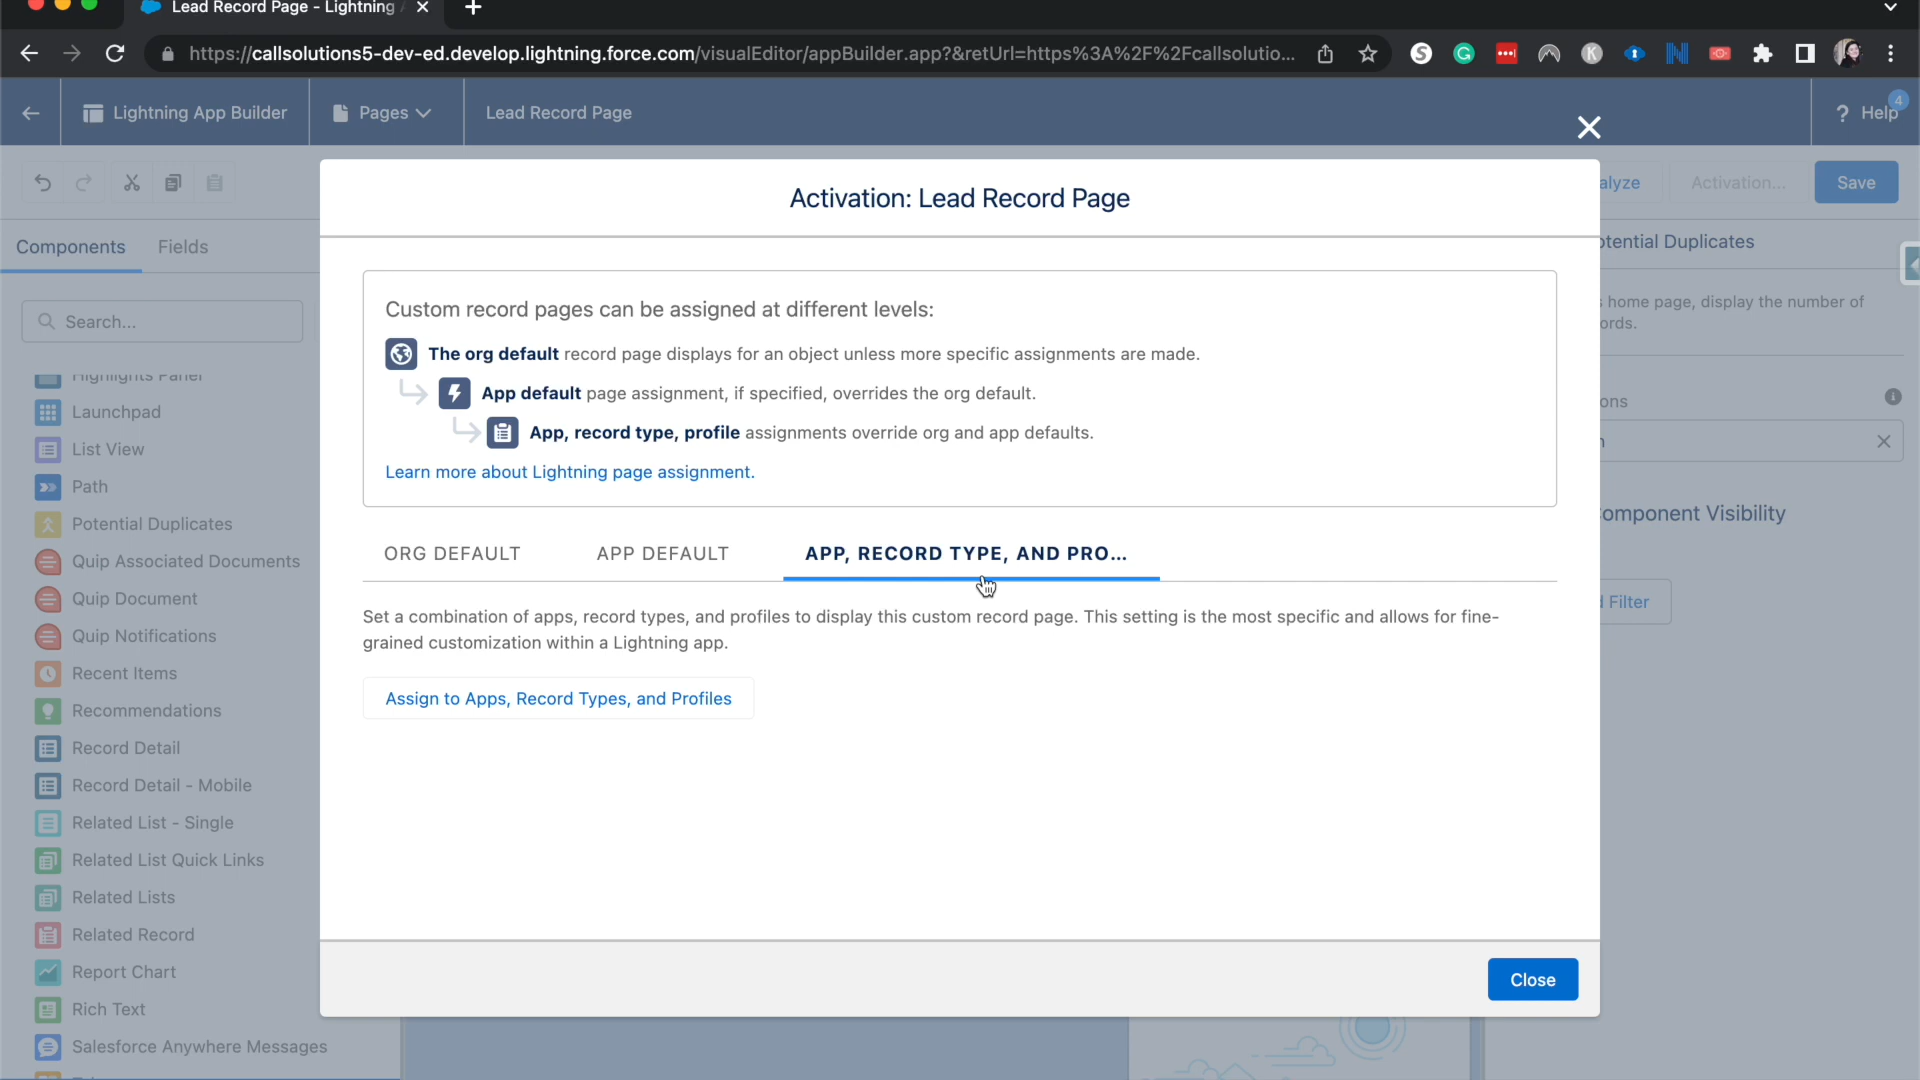 Lead Record Page - Lightning
https://callsolutions5-dev-ed.develop.lightning.force.com/visualEditor/appBuilder.app?&retUrl=https%3A%2F%2Fcallsolutio...
Lightning App Builder
Pages
Lead Record Page
? Help
4
alyze
Activation...
Save
Components
Fields
Search...
Highlights Panel
Launchpad
List View
Path
Potential Duplicates
Quip Associated Documents
Quip Document
Quip Notifications
Recent Items
Recommendations
Record Detail
Record Detail - Mobile
Related List - Single
Related List Quick Links
Related Lists
Related Record
Report Chart
Rich Text
Salesforce Anywhere Messages
Activation: Lead Record Page
Custom record pages can be assigned at different levels:
The org default record page displays for an object unless more specific assignments are made.
App default page assignment, if specified, overrides the org default.
App, record type, profile assignments override org and app defaults.
Learn more about Lightning page assignment.
ORG DEFAULT
APP DEFAULT
APP, RECORD TYPE, AND PRO...
Set a combination of apps, record types, and profiles to display this custom record page. This setting is the most specific and allows for fine-
grained customization within a Lightning app.
Assign to Apps, Record Types, and Profiles
Close
otential Duplicates
home page, display the number of
ords.
ons
omponent Visibility
Filter